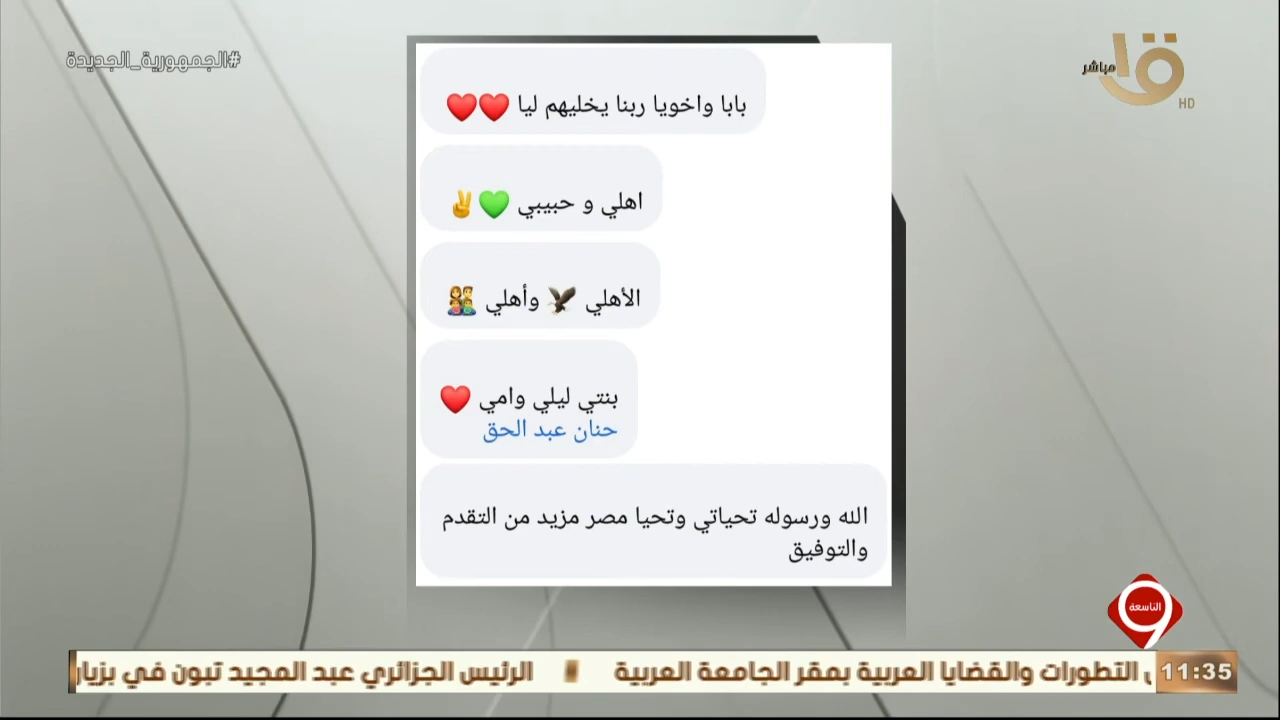 #الجمهورية_الجديدة
مباشر
HD
بابا واخويا ربنا يخليهم ليا ❤️❤️
اهلي و حبيبي 💚✌️
الأهلي 🦅 وأهلي 👨‍👩‍👧‍👦
بنتي ليلي وامي ❤️
حنان عبد الحق
الله ورسوله تحياتي وتحيا مصر مزيد من التقدم
والتوفيق
التاسعة
9
11:35 التطورات والقضايا العربية بمقر الجامعة العربية الرئيس الجزائري عبد المجيد تبون في